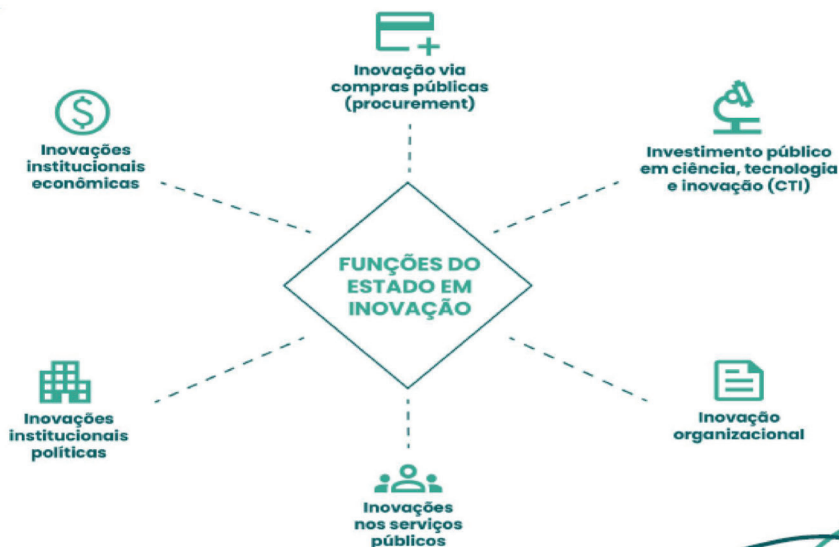 Inovação via
compras públicas
(procurement)
Inovações
institucionais
econômicas
Investimento público
em ciência, tecnologia
e inovação (CTI)
FUNÇÕES DO
ESTADO EM
INOVAÇÃO
Inovações
institucionais
políticas
Inovação
organizacional
Inovações
nos serviços
públicos